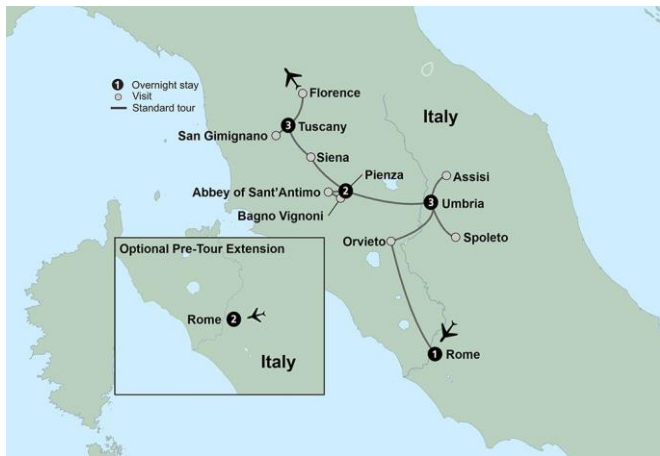 1 Overnight stay
Visit
Standard tour
Florence
Italy
3 Tuscany
San Gimignano
Siena
Pienza
Assisi
Abbey of Sant'Antimo
2
3 Umbria
Bagno Vignoni
Orvieto
Spoleto
Optional Pre-Tour Extension
Rome 2
1 Rome
Italy